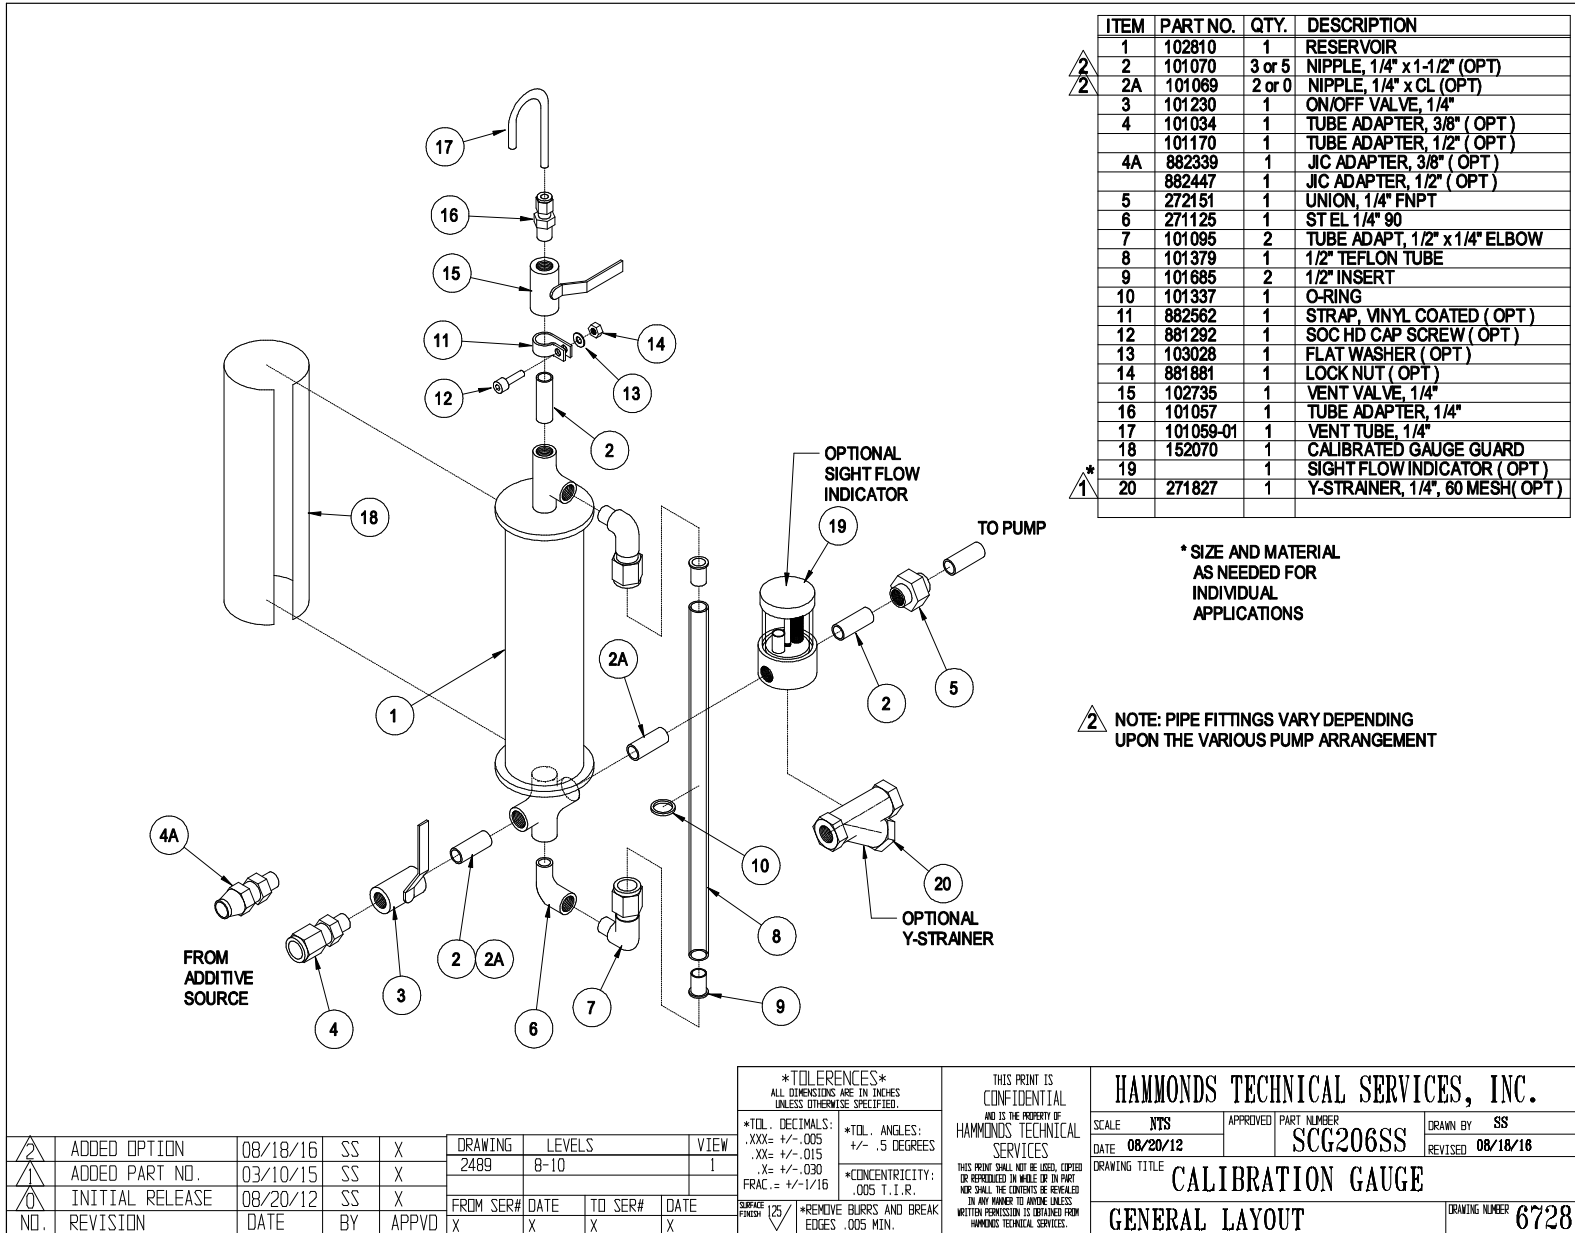 ITEM PART NO. QTY. DESCRIPTION
1 102810 1 RESERVOIR
2 2 101070 3 or 5 NIPPLE, 1/4" x 1-1/2" (OPT)
2 2A 101069 2 or 0 NIPPLE, 1/4" x CL (OPT)
3 101230 1 ON/OFF VALVE, 1/4"
4 101034 1 TUBE ADAPTER, 3/8" ( OPT )
101170 1 TUBE ADAPTER, 1/2" ( OPT )
4A 882339 1 JIC ADAPTER, 3/8" ( OPT )
882447 1 JIC ADAPTER, 1/2" ( OPT )
5 272151 1 UNION, 1/4" FNPT
6 271125 1 ST EL 1/4" 90
7 101095 2 TUBE ADAPT, 1/2" x 1/4" ELBOW
8 101379 1 1/2" TEFLON TUBE
9 101685 2 1/2" INSERT
10 101337 1 O-RING
11 882562 1 STRAP, VINYL COATED ( OPT )
12 881292 1 SOC HD CAP SCREW ( OPT )
13 103028 1 FLAT WASHER ( OPT )
14 881881 1 LOCK NUT ( OPT )
15 102735 1 VENT VALVE, 1/4"
16 101057 1 TUBE ADAPTER, 1/4"
17 101059-01 1 VENT TUBE, 1/4"
18 152070 1 CALIBRATED GAUGE GUARD
* 19 1 SIGHT FLOW INDICATOR ( OPT )
1 20 271827 1 Y-STRAINER, 1/4", 60 MESH( OPT )
* SIZE AND MATERIAL
AS NEEDED FOR
INDIVIDUAL
APPLICATIONS
2 NOTE: PIPE FITTINGS VARY DEPENDING
UPON THE VARIOUS PUMP ARRANGEMENT
17
16
15
11
14
12
13
2
18
OPTIONAL
SIGHT FLOW
INDICATOR
19
TO PUMP
2A
1
2
5
4A
10
20
OPTIONAL
Y-STRAINER
8
FROM
ADDITIVE
SOURCE
2 2A
3
4
6
7
9
2 ADDED OPTION 08/18/16 SS X
1 ADDED PART NO. 03/10/15 SS X
0 INITIAL RELEASE 08/20/12 SS X
NO. REVISION DATE BY APPVD
DRAWING LEVELS VIEW
2489 8-10 1
FROM SER# DATE TO SER# DATE
X X X X
*TOLERENCES*
ALL DIMENSIONS ARE IN INCHES
UNLESS OTHERWISE SPECIFIED.
*TOL. DECIMALS:
.XXX= +/-.005
.XX= +/-.015
.X= +/-.030
FRAC.= +/-1/16
*TOL. ANGLES:
+/- .5 DEGREES
*CONCENTRICITY:
.005 T.I.R.
SURFACE
FINISH 125
*REMOVE BURRS AND BREAK
EDGES .005 MIN.
THIS PRINT IS
CONFIDENTIAL
AND IS THE PROPERTY OF
HAMMONDS TECHNICAL
SERVICES
THIS PRINT SHALL NOT BE USED, COPIED
OR REPRODUCED IN WHOLE OR IN PART
NOR SHALL THE CONTENTS BE REVEALED
IN ANY MANNER TO ANYONE UNLESS
WRITTEN PERMISSION IS OBTAINED FROM
HAMMONDS TECHNICAL SERVICES.
HAMMONDS TECHNICAL SERVICES, INC.
SCALE NTS
APPROVED
PART NUMBER
SCG206SS
DRAWN BY SS
DATE 08/20/12
REVISED 08/18/16
DRAWING TITLE
CALIBRATION GAUGE
GENERAL LAYOUT
DRAWING NUMBER 6728